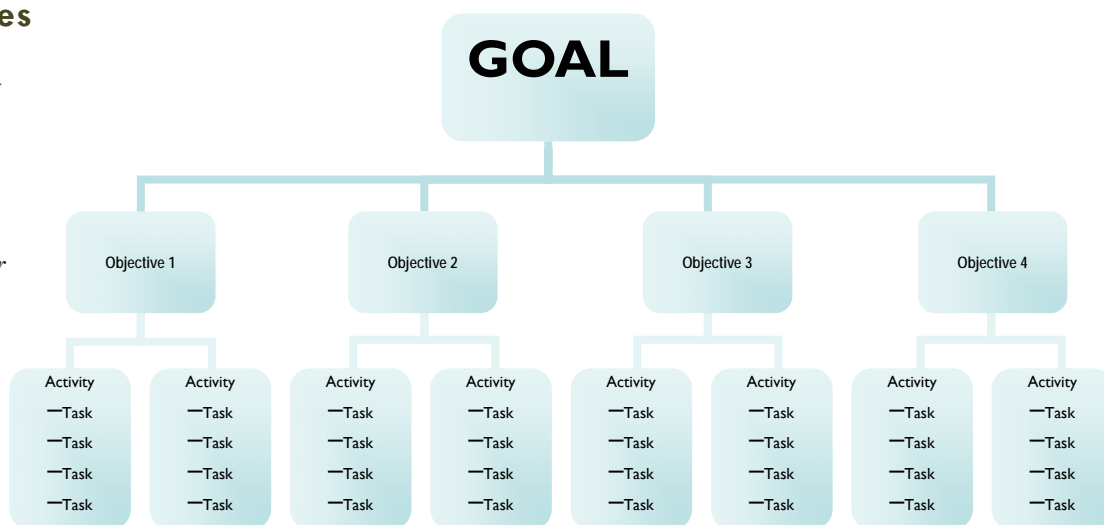 es
GOAL
r
Objective 1 Objective 2 Objective 3 Objective 4
Activity Activity Activity Activity Activity Activity Activity Activity
—Task —Task —Task —Task —Task —Task —Task —Task
—Task —Task —Task —Task —Task —Task —Task —Task
—Task —Task —Task —Task —Task —Task —Task —Task
—Task —Task —Task —Task —Task —Task —Task —Task